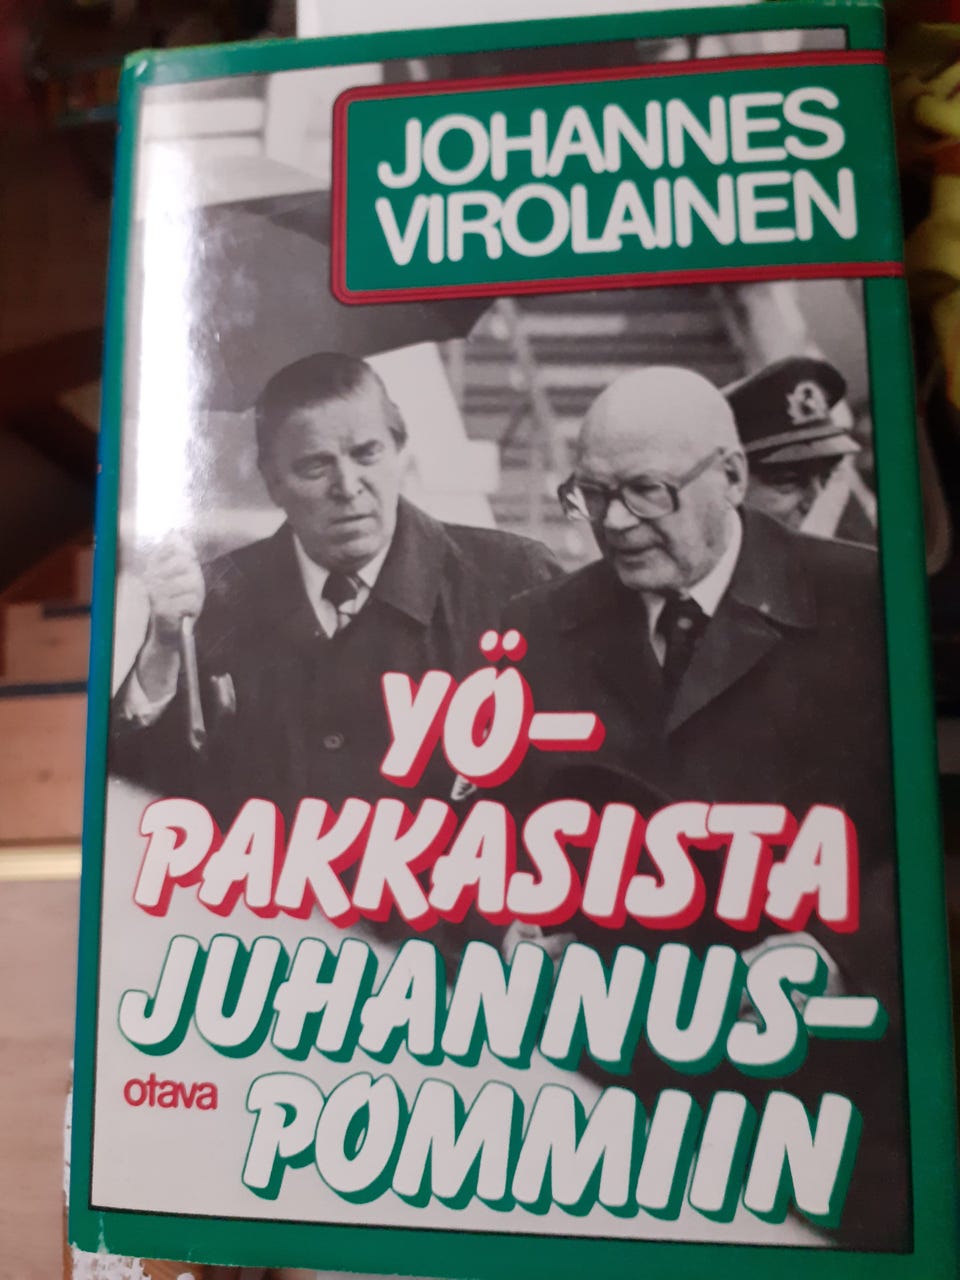 JOHANNES
VIROLAINEN
YÖ-
PAKKASISTA
JUHANNUS-
otava
POMMIIN